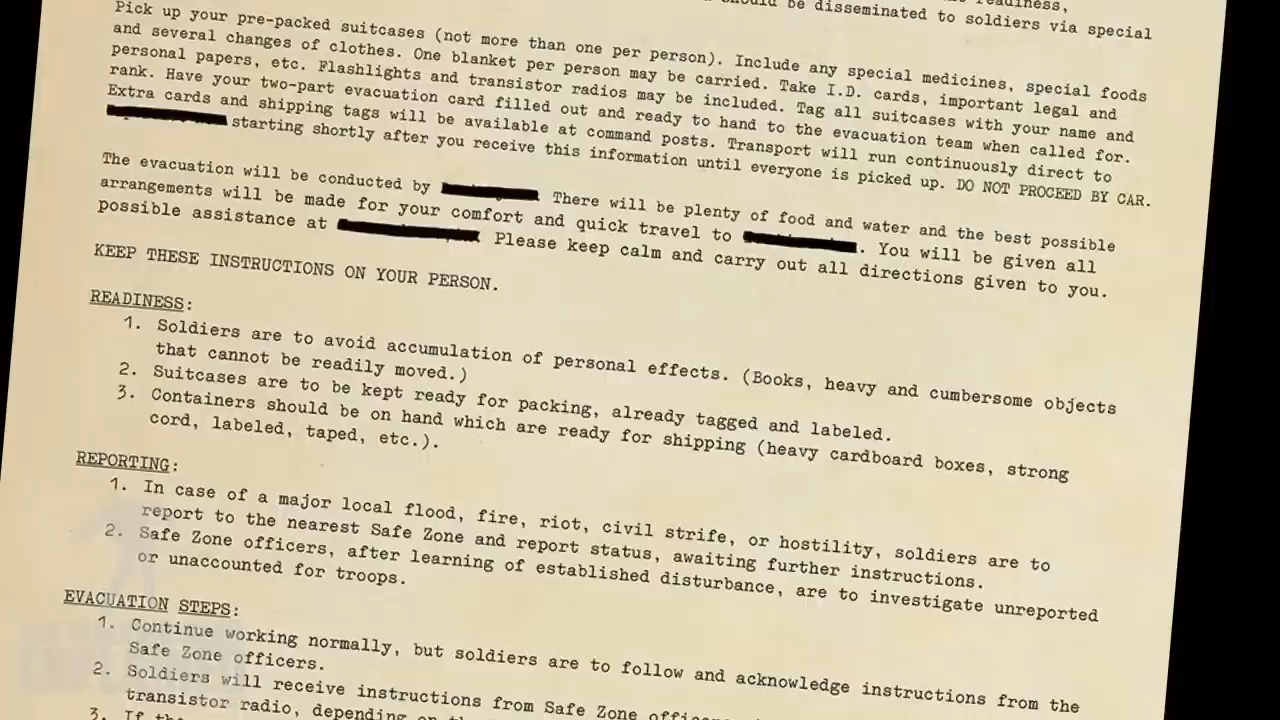 readiness,
should be disseminated to soldiers via special
Pick up your pre-packed suitcases (not more than one per person). Include any special medicines, special foods
and several changes of clothes. One blanket per person may be carried. Take I.D. cards, important legal and
personal papers, etc. Flashlights and transistor radios may be included. Tag all suitcases with your name and
rank. Have your two-part evacuation card filled out and ready to hand to the evacuation team when called for.
Extra cards and shipping tags will be available at command posts. Transport will run continuously direct to
starting shortly after you receive this information until everyone is picked up. DO NOT PROCEED BY CAR.
The evacuation will be conducted by . There will be plenty of food and water and the best possible
arrangements will be made for your comfort and quick travel to . You will be given all
possible assistance at Please keep calm and carry out all directions given to you.
KEEP THESE INSTRUCTIONS ON YOUR PERSON.
READINESS:
1. Soldiers are to avoid accumulation of personal effects. (Books, heavy and cumbersome objects
that cannot be readily moved.)
2. Suitcases are to be kept ready for packing, already tagged and labeled.
3. Containers should be on hand which are ready for shipping (heavy cardboard boxes, strong
cord, labeled, taped, etc.).
REPORTING:
1. In case of a major local flood, fire, riot, civil strife, or hostility, soldiers are to
report to the nearest Safe Zone and report status, awaiting further instructions.
2. Safe Zone officers, after learning of established disturbance, are to investigate unreported
or unaccounted for troops.
EVACUATION STEPS:
1. Continue working normally, but soldiers are to follow and acknowledge instructions from the
Safe Zone officers.
2. Soldiers will receive instructions from Safe Zone
transistor radio, depending on
3. If